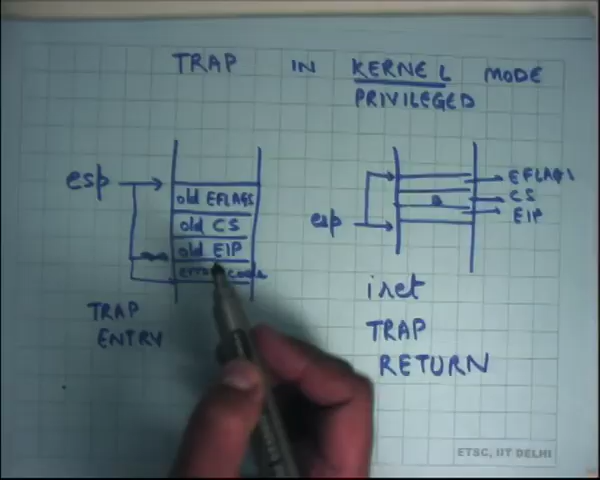 TRAP IN KERNEL MODE
PRIVILEGED
esp
old EFLAGS
old CS
old EIP
error code
TRAP
ENTRY
esp
EFLAGS
CS
EIP
iret
TRAP
RETURN
ETSC, IIT DELHI